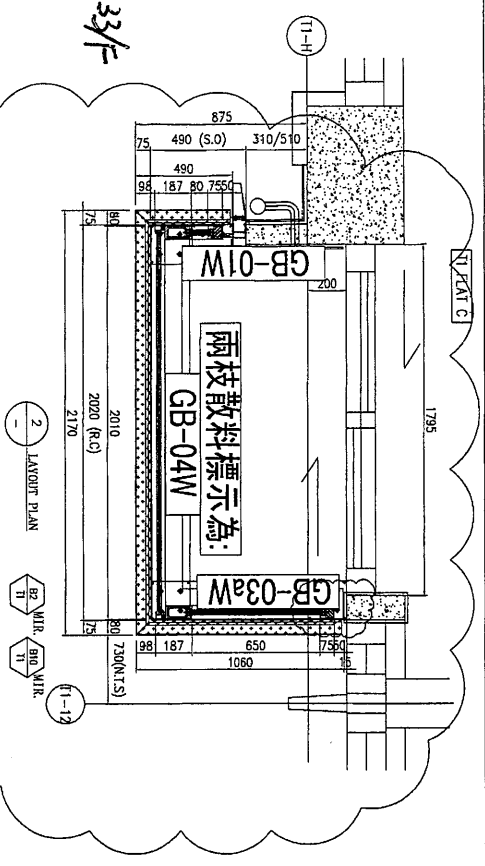 33/F
T1-H
T1 FLAT C
875
75
490 (S.O)
310/510
490
98
187
80
75
50
200
1795
GB-01W
兩枝散料標示為:
GB-04W
GB-03aW
75
80
2010
2020 (R.C)
2170
80
75
98
187
650
75
50
1060
15
730(N.T.S)
T1-12
2
-
LAYOUT PLAN
B2
T1
MIR.
B10
T1
MIR.